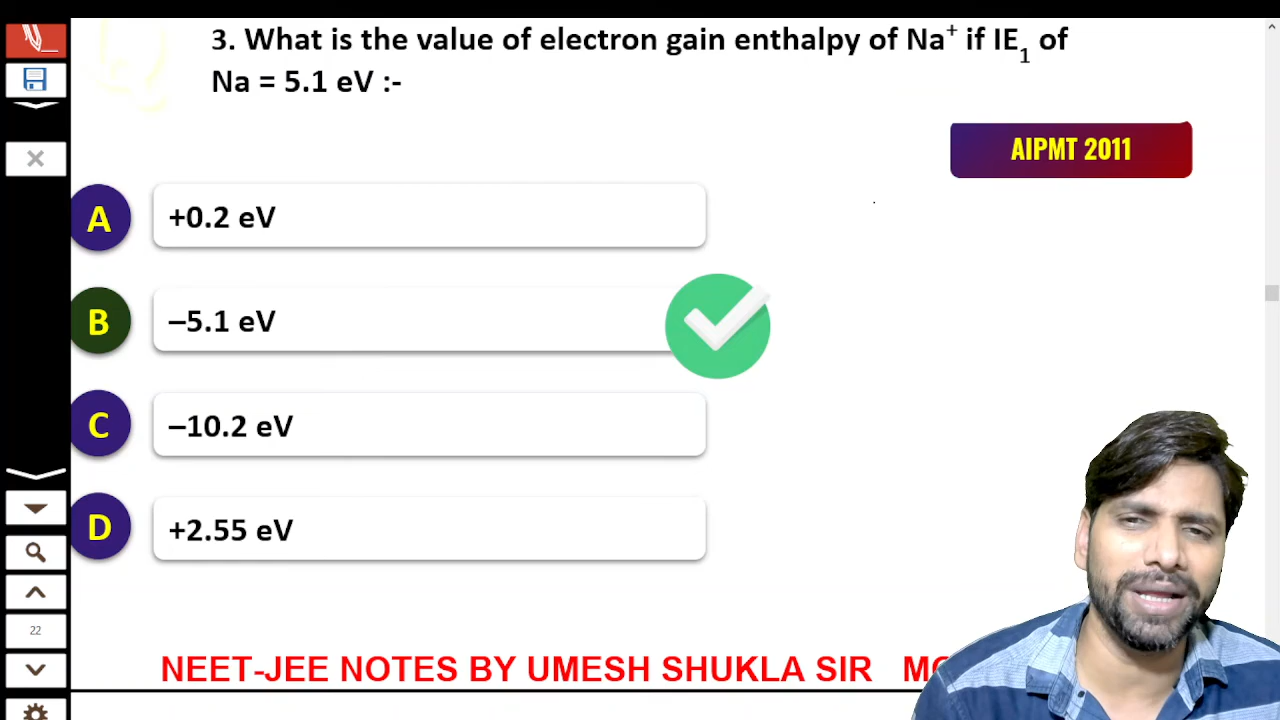 3. What is the value of electron gain enthalpy of Na⁺ if IE₁ of
Na = 5.1 eV :-
AIPMT 2011
A +0.2 eV
B –5.1 eV
C –10.2 eV
D +2.55 eV
22
NEET-JEE NOTES BY UMESH SHUKLA SIR